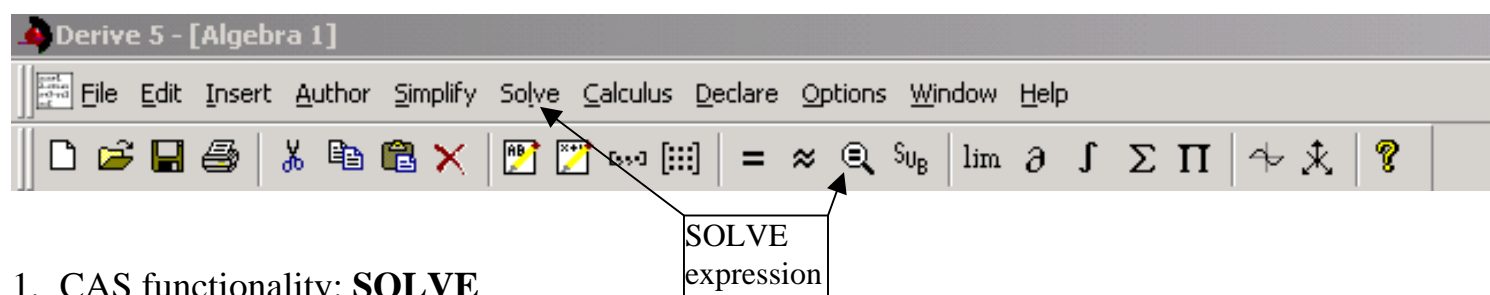 Derive 5 - [Algebra 1]
File Edit Insert Author Simplify Solve Calculus Declare Options Window Help
= ≈ SUB lim ∂ ∫ Σ Π ?
SOLVE
expression
1. CAS functionality: SOLVE